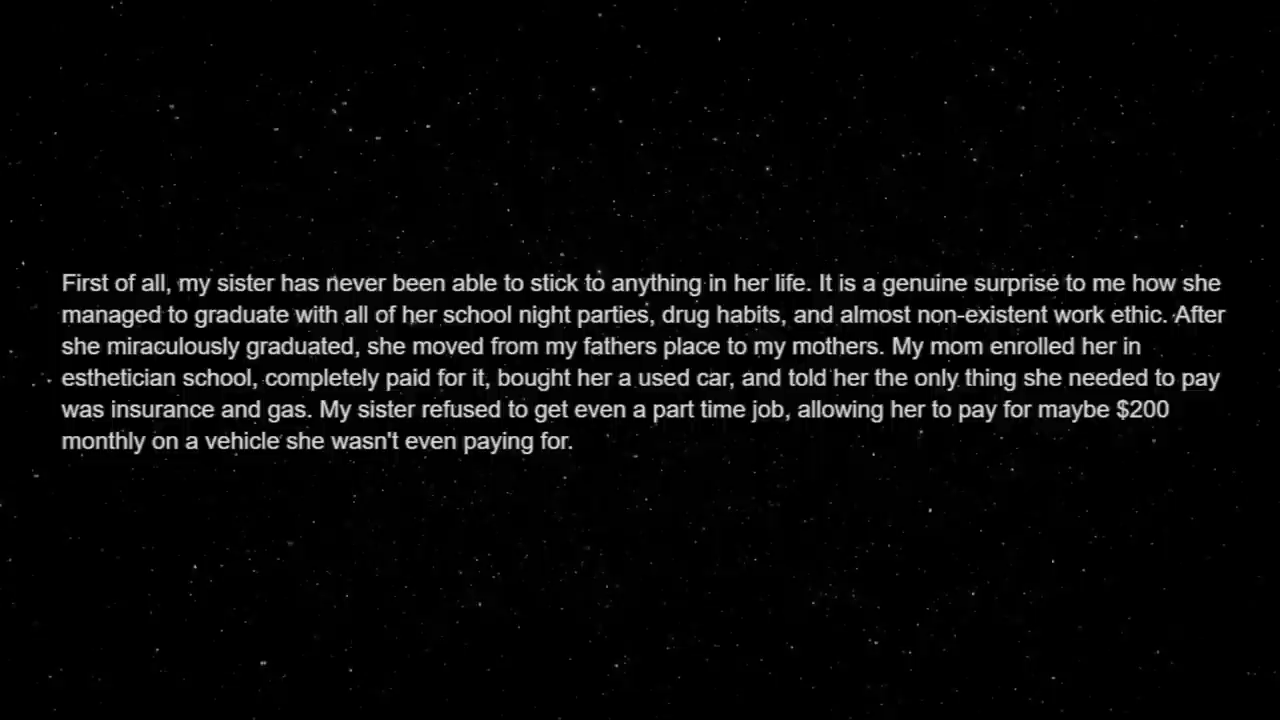 First of all, my sister has never been able to stick to anything in her life. It is a genuine surprise to me how she
managed to graduate with all of her school night parties, drug habits, and almost non-existent work ethic. After
she miraculously graduated, she moved from my fathers place to my mothers. My mom enrolled her in
esthetician school, completely paid for it, bought her a used car, and told her the only thing she needed to pay
was insurance and gas. My sister refused to get even a part time job, allowing her to pay for maybe $200
monthly on a vehicle she wasn't even paying for.